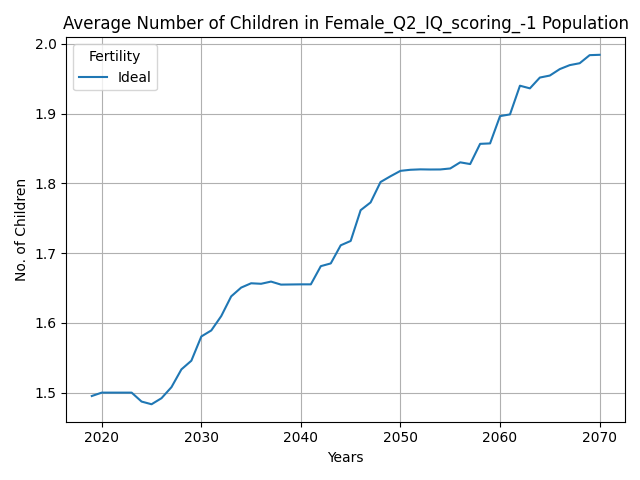 Average Number of Children in Female_Q2_IQ_scoring_-1 Population
Fertility
Ideal
No. of Children
2.0
1.9
1.8
1.7
1.6
1.5
2020 2030 2040 2050 2060 2070
Years